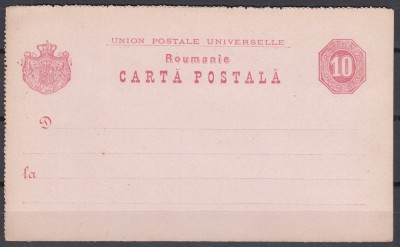 UNION POSTALE UNIVERSELLE
Roumanie
CARTĂ POSTALĂ
10
D
la